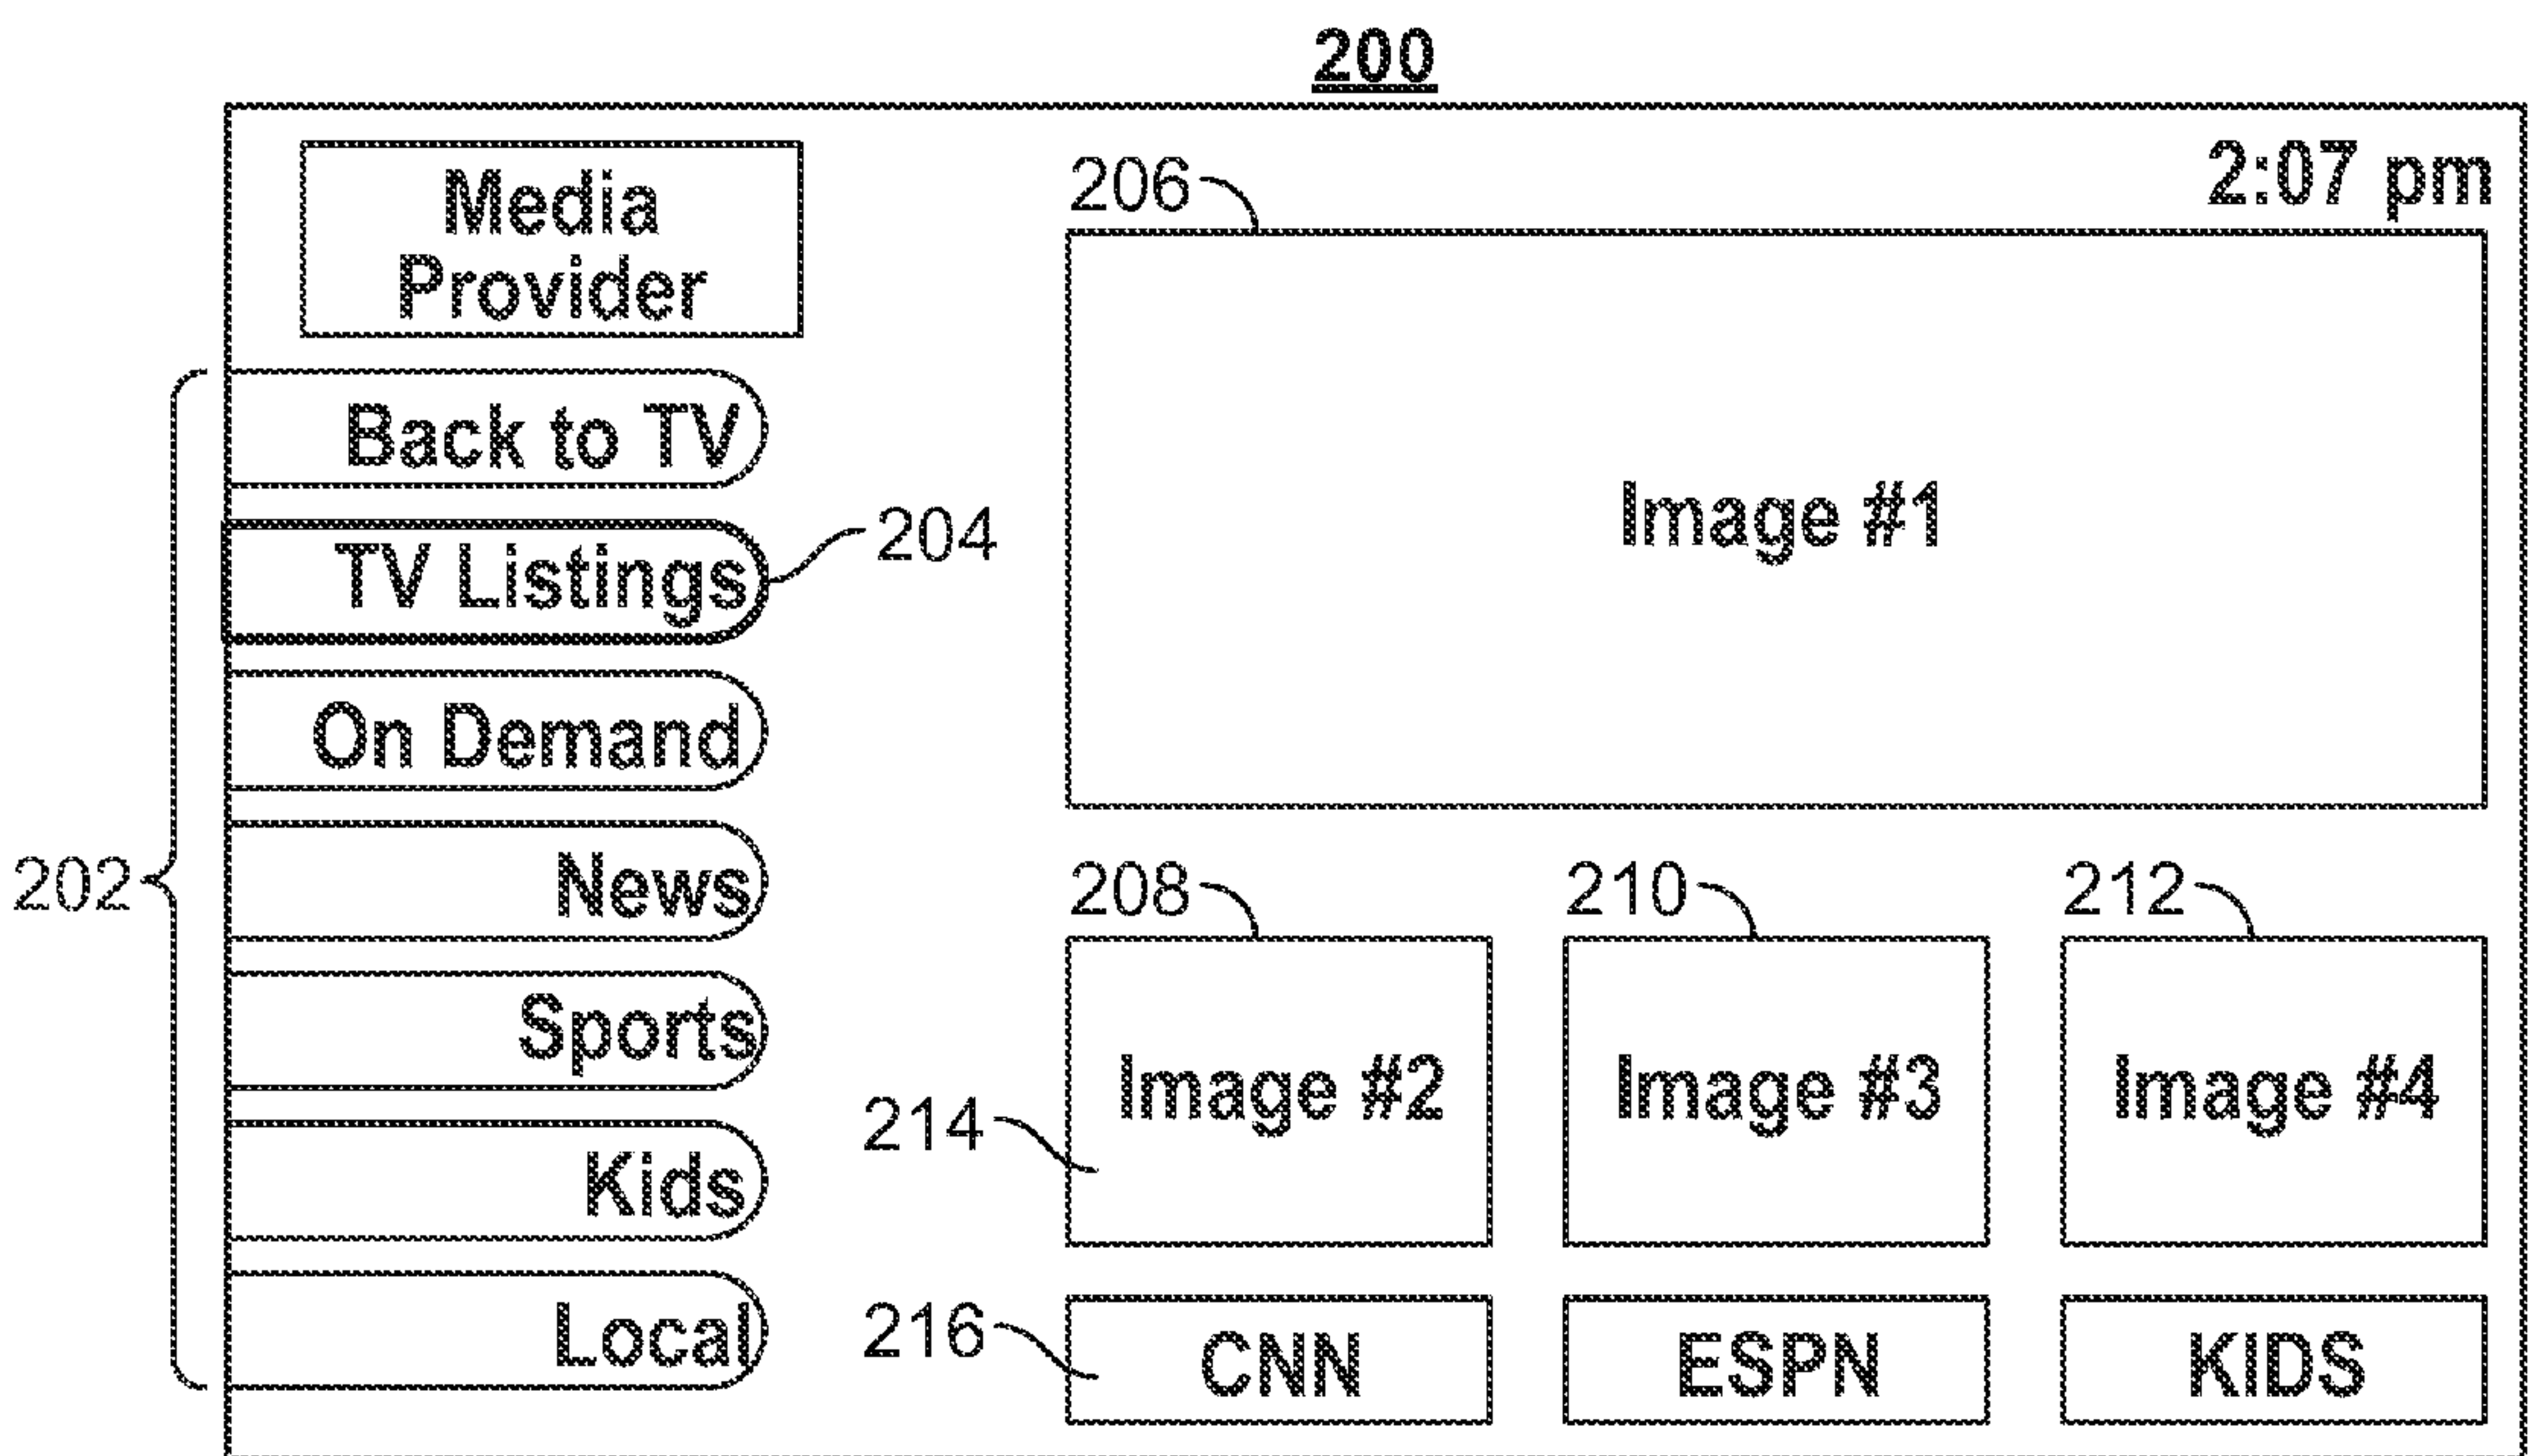 200
2:07 pm
Media
Provider
206
Image #1
Back to TV
TV Listings
204
On Demand
202
News
Sports
Kids
Local
208
210
212
Image #2
Image #3
Image #4
214
216
CNN
ESPN
KIDS